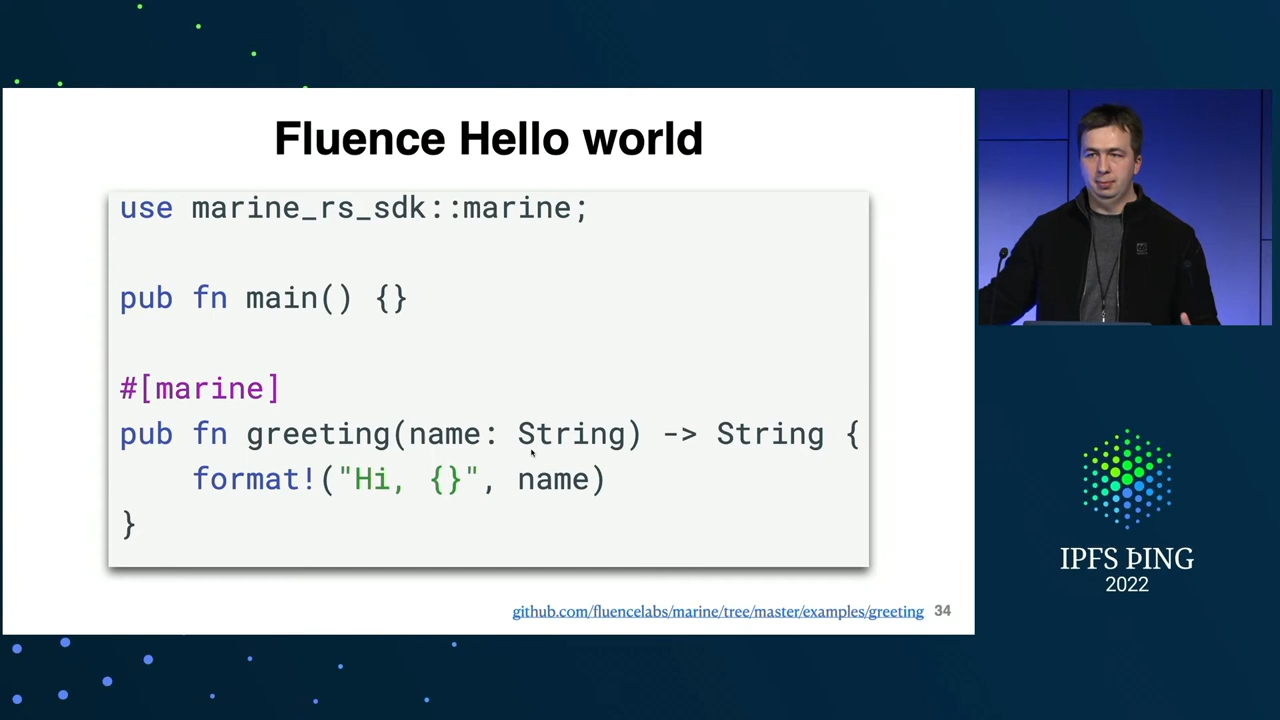 Fluence Hello world
use marine_rs_sdk::marine;
pub fn main() {}
#[marine]
pub fn greeting(name: String) -> String {
    format!("Hi, {}", name)
}
github.com/fluencelabs/marine/tree/master/examples/greeting 34
IPFS ÞING
2022